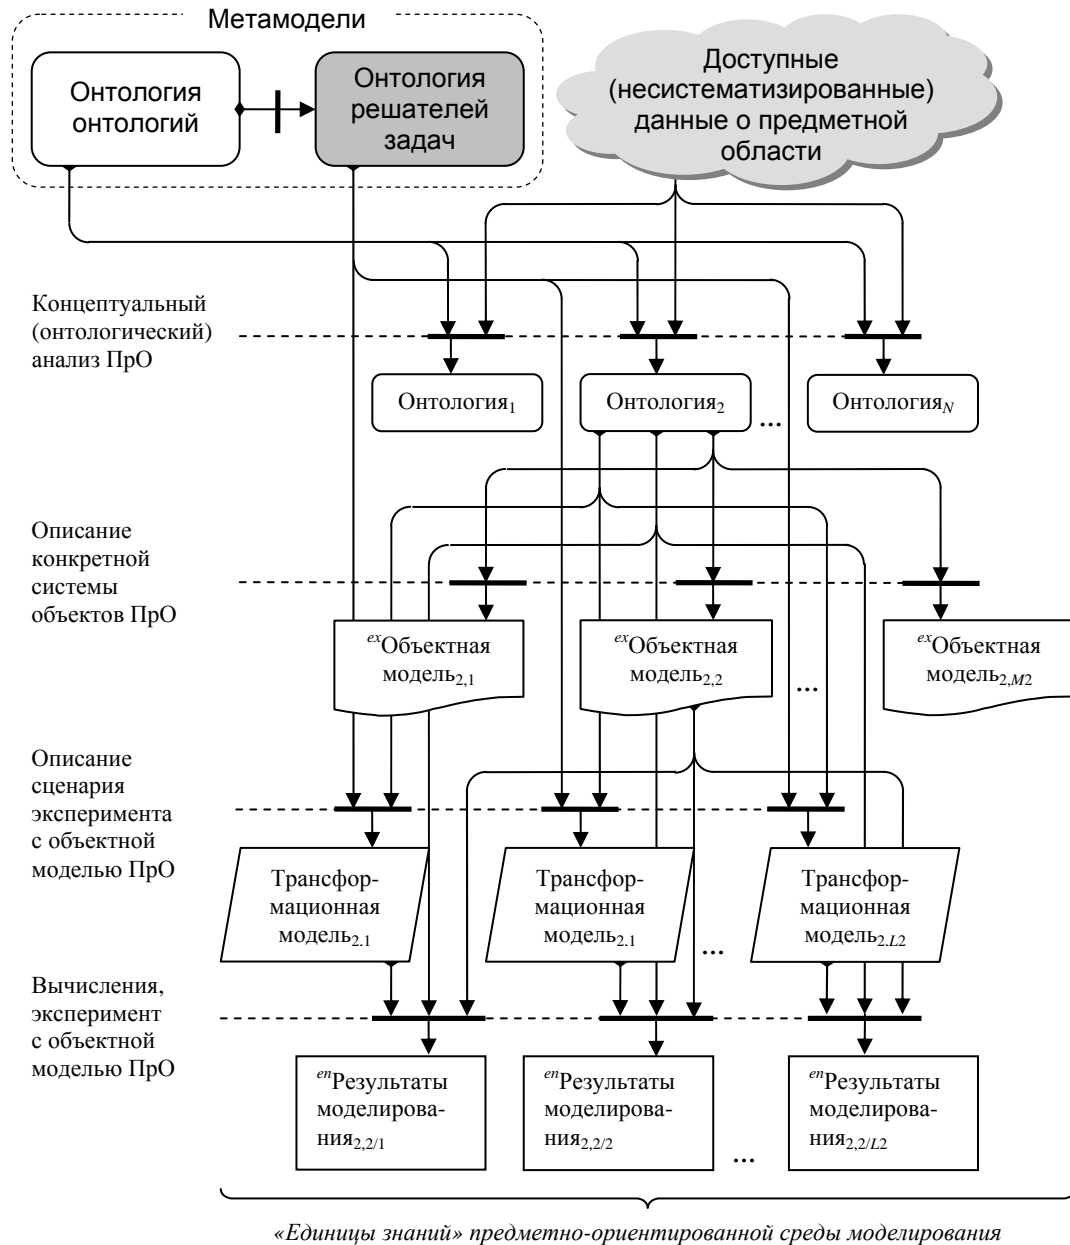 Метамодели
Онтология
онтологий
Онтология
решателей
задач
Доступные
(несистематизированные)
данные о предметной
области
Концептуальный
(онтологический)
анализ ПрО
Онтология1
Онтология2
...
ОнтологияN
Описание
конкретной
системы
объектов ПрО
exОбъектная
модель2,1
exОбъектная
модель2,2
...
exОбъектная
модель2,M2
Описание
сценария
эксперимента
с объектной
моделью ПрО
Трансфор-
мационная
модель2.1
Трансфор-
мационная
модель2.1
...
Трансфор-
мационная
модель2.L2
Вычисления,
эксперимент
с объектной
моделью ПрО
enРезультаты
моделирова-
ния2,2/1
enРезультаты
моделирова-
ния2,2/2
...
enРезультаты
моделирова-
ния2,2/L2
«Единицы знаний» предметно-ориентированной среды моделирования